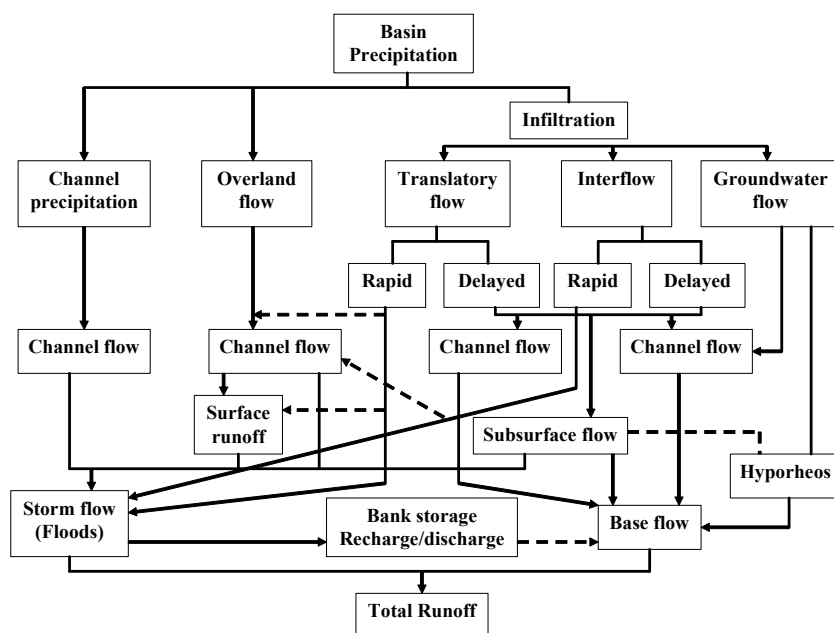 Basin
Precipitation
Infiltration
Channel
precipitation
Overland
flow
Translatory
flow
Interflow
Groundwater
flow
Rapid
Delayed
Rapid
Delayed
Channel flow
Channel flow
Channel flow
Channel flow
Surface
runoff
Subsurface flow
Hyporheos
Storm flow
(Floods)
Bank storage
Recharge/discharge
Base flow
Total Runoff